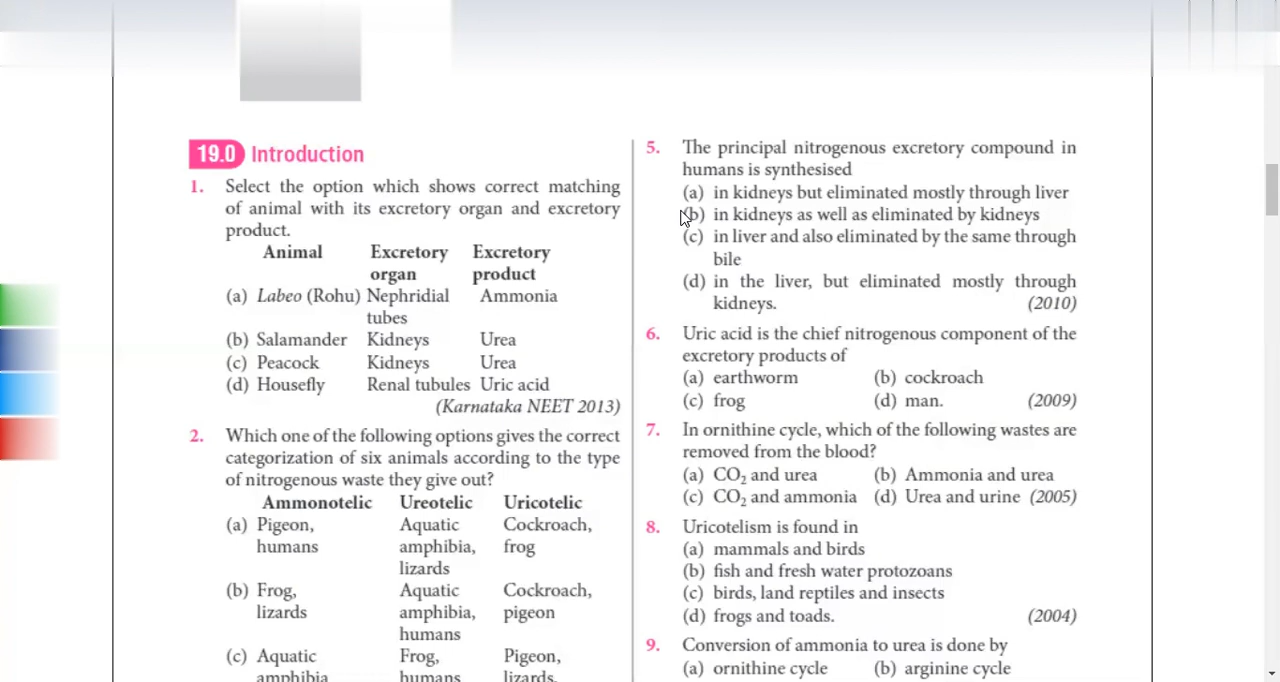 19.0 Introduction
1. Select the option which shows correct matching
of animal with its excretory organ and excretory
product.
Animal Excretory Excretory
organ product
(a) Labeo (Rohu) Nephridial Ammonia
tubes
(b) Salamander Kidneys Urea
(c) Peacock Kidneys Urea
(d) Housefly Renal tubules Uric acid
(Karnataka NEET 2013)
2. Which one of the following options gives the correct
categorization of six animals according to the type
of nitrogenous waste they give out?
Ammonotelic Ureotelic Uricotelic
(a) Pigeon, Aquatic Cockroach,
humans amphibia, frog
lizards
(b) Frog, Aquatic Cockroach,
lizards amphibia, pigeon
humans
(c) Aquatic Frog, Pigeon,
amphibia humans lizards,
5. The principal nitrogenous excretory compound in
humans is synthesised
(a) in kidneys but eliminated mostly through liver
(b) in kidneys as well as eliminated by kidneys
(c) in liver and also eliminated by the same through
bile
(d) in the liver, but eliminated mostly through
kidneys. (2010)
6. Uric acid is the chief nitrogenous component of the
excretory products of
(a) earthworm (b) cockroach
(c) frog (d) man. (2009)
7. In ornithine cycle, which of the following wastes are
removed from the blood?
(a) CO₂ and urea (b) Ammonia and urea
(c) CO₂ and ammonia (d) Urea and urine (2005)
8. Uricotelism is found in
(a) mammals and birds
(b) fish and fresh water protozoans
(c) birds, land reptiles and insects
(d) frogs and toads. (2004)
9. Conversion of ammonia to urea is done by
(a) ornithine cycle (b) arginine cycle